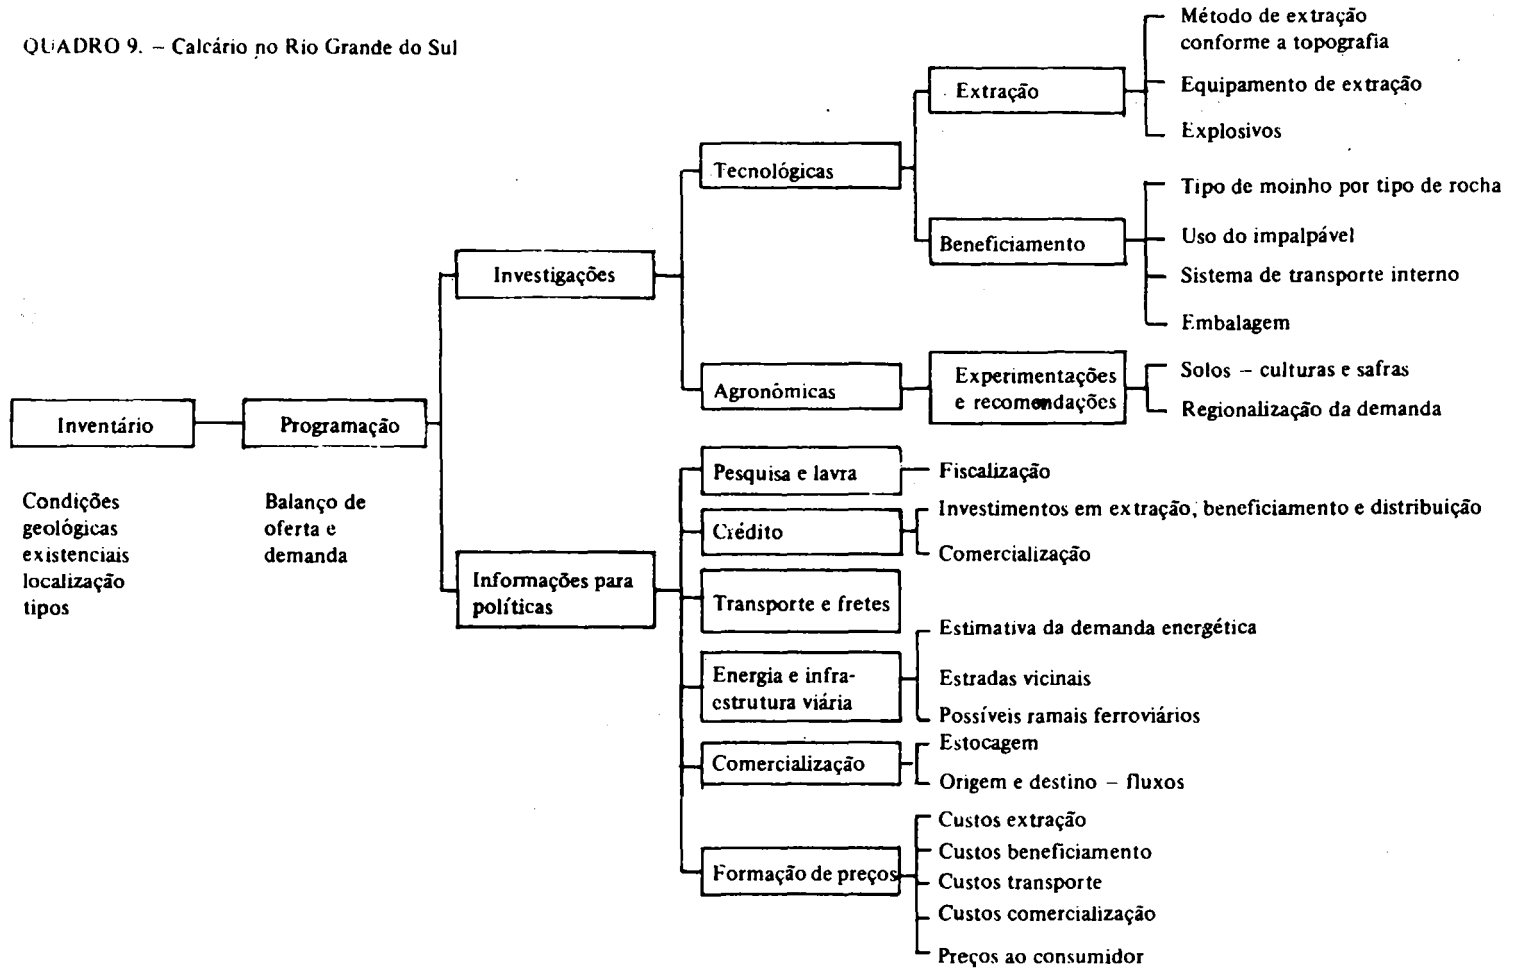 QUADRO 9. – Calcário no Rio Grande do Sul
Inventário
Condições
geológicas
existenciais
localização
tipos
Programação
Balanço de
oferta e
demanda
Investigações
Tecnológicas
Extração
Método de extração
conforme a topografia
Equipamento de extração
Explosivos
Beneficiamento
Tipo de moinho por tipo de rocha
Uso do impalpável
Sistema de transporte interno
Embalagem
Agronômicas
Experimentações
e recomendações
Solos – culturas e safras
Regionalização da demanda
Informações para
políticas
Pesquisa e lavra
Fiscalização
Crédito
Investimentos em extração, beneficiamento e distribuição
Comercialização
Transporte e fretes
Energia e infra-
estrutura viária
Estimativa da demanda energética
Estradas vicinais
Possíveis ramais ferroviários
Comercialização
Estocagem
Origem e destino – fluxos
Formação de preços
Custos extração
Custos beneficiamento
Custos transporte
Custos comercialização
Preços ao consumidor